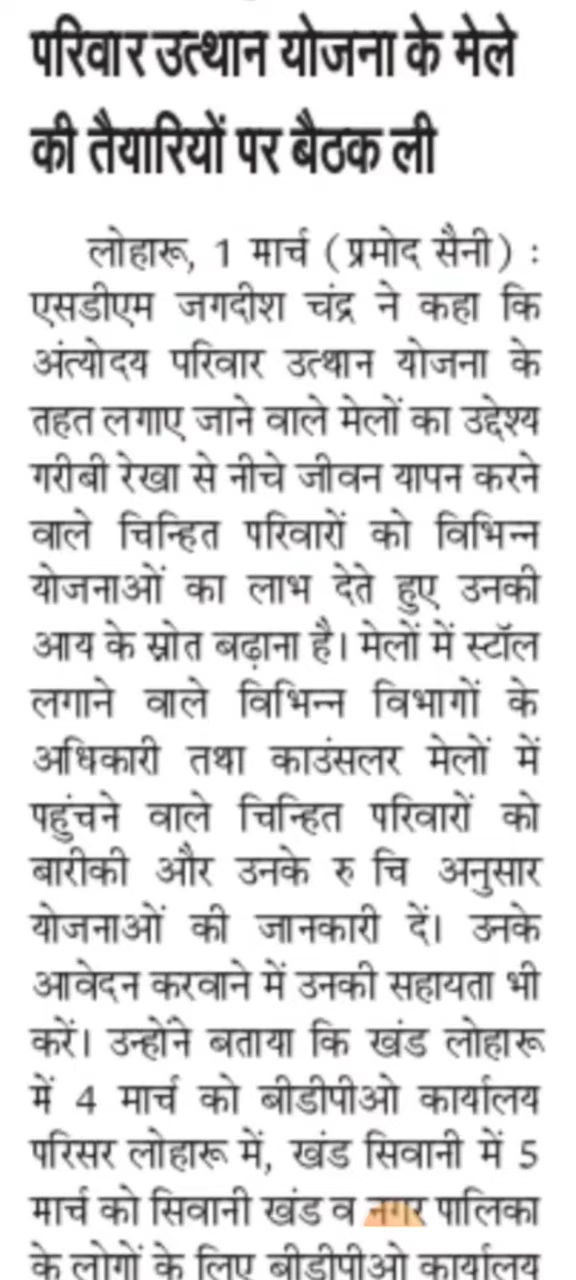 परिवार उत्थान योजना के मेले
की तैयारियों पर बैठक ली
लोहारू, 1 मार्च (प्रमोद सैनी) :
एसडीएम जगदीश चंद्र ने कहा कि
अंत्योदय परिवार उत्थान योजना के
तहत लगाए जाने वाले मेलों का उद्देश्य
गरीबी रेखा से नीचे जीवन यापन करने
वाले चिन्हित परिवारों को विभिन्न
योजनाओं का लाभ देते हुए उनकी
आय के स्रोत बढ़ाना है। मेलों में स्टॉल
लगाने वाले विभिन्न विभागों के
अधिकारी तथा काउंसलर मेलों में
पहुंचने वाले चिन्हित परिवारों को
बारीकी और उनके रु चि अनुसार
योजनाओं की जानकारी दें। उनके
आवेदन करवाने में उनकी सहायता भी
करें। उन्होंने बताया कि खंड लोहारू
में 4 मार्च को बीडीपीओ कार्यालय
परिसर लोहारू में, खंड सिवानी में 5
मार्च को सिवानी खंड व नगर पालिका
के लोगों के लिए बीडीपीओ कार्यालय